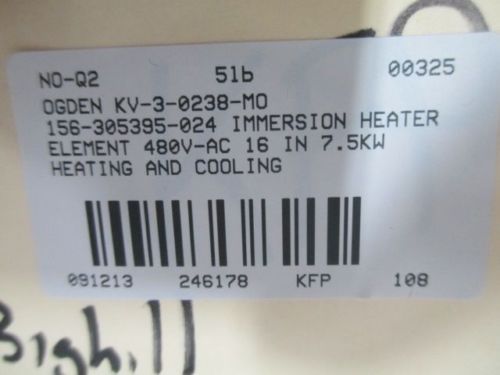 NO-Q2 51b 00325
OGDEN KV-3-0238-MO
156-305395-024 IMMERSION HEATER
ELEMENT 480V-AC 16 IN 7.5KW
HEATING AND COOLING
091213 246178 KFP 108
Bighill